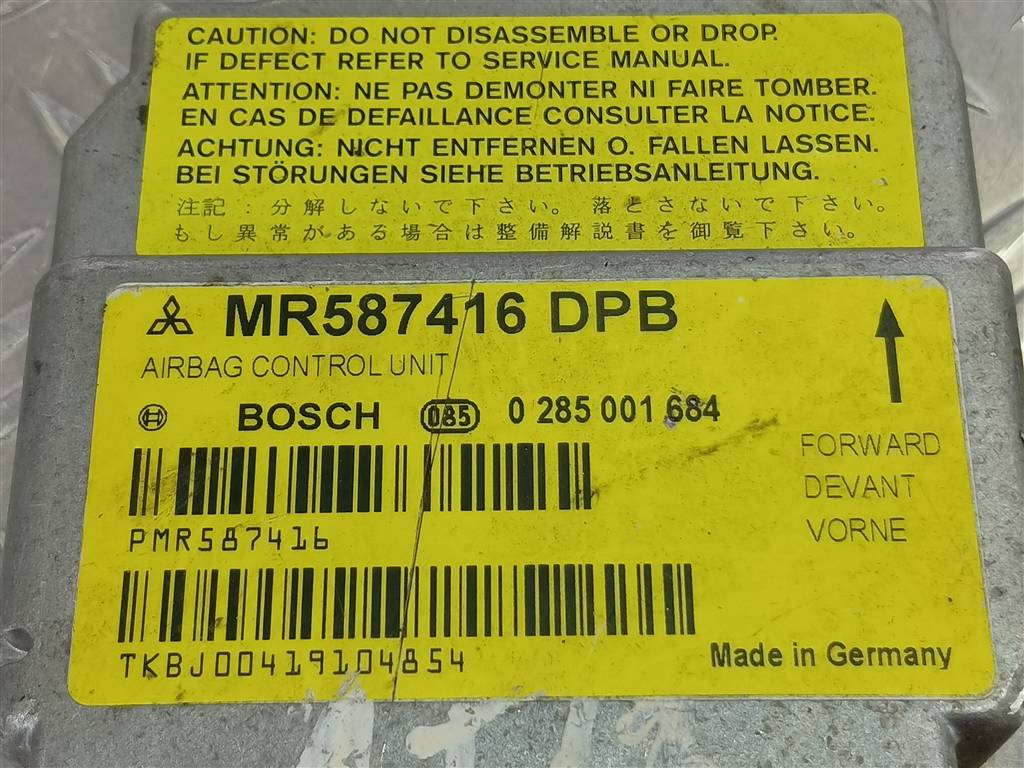 CAUTION: DO NOT DISASSEMBLE OR DROP.
IF DEFECT REFER TO SERVICE MANUAL.
ATTENTION: NE PAS DEMONTER NI FAIRE TOMBER.
EN CAS DE DEFAILLANCE CONSULTER LA NOTICE.
ACHTUNG: NICHT ENTFERNEN O. FALLEN LASSEN.
BEI STÖRUNGEN SIEHE BETRIEBSANLEITUNG.
注記:分解しないで下さい。落とさないで下さい。
もし異常がある場合は整備解説書を御覧下さい。
MR587416 DPB
AIRBAG CONTROL UNIT
BOSCH 085 0 285 001 684
FORWARD
DEVANT
VORNE
PMR587416
TKBJ00419104854
Made in Germany